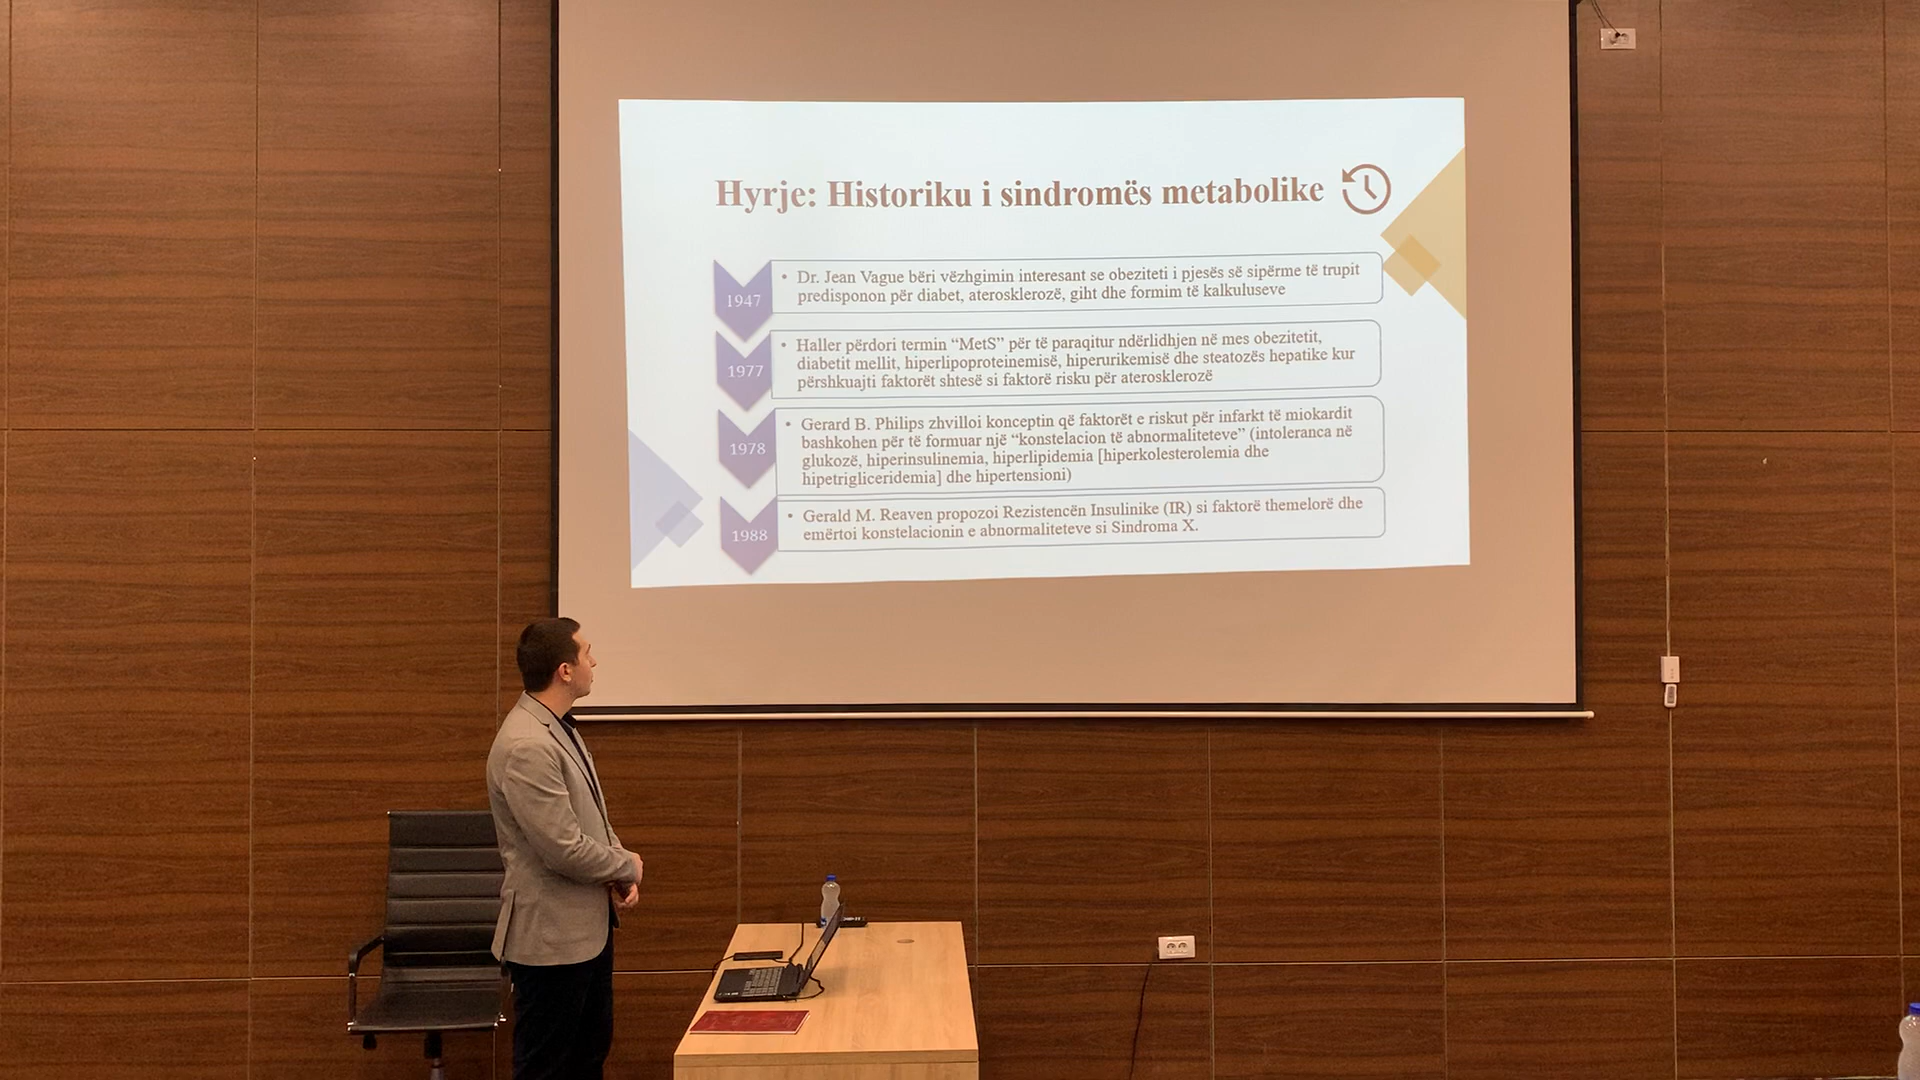 Hyrje: Historiku i sindromës metabolike
1947
• Dr. Jean Vague bëri vëzhgimin interesant se obeziteti i pjesës së sipërme të trupit
predisponon për diabet, aterosklerozë, giht dhe formim të kalkuluseve
1977
• Haller përdori termin “MetS” për të paraqitur ndërlidhjen në mes obezitetit,
diabetit mellit, hiperlipoproteinemisë, hiperurikemisë dhe steatozës hepatike kur
përshkuajti faktorët shtesë si faktorë risku për aterosklerozë
1978
• Gerard B. Philips zhvilloi konceptin që faktorët e riskut për infarkt të miokardit
bashkohen për të formuar një “konstelacion të abnormaliteteve” (intoleranca në
glukozë, hiperinsulinemia, hiperlipidemia [hiperkolesterolemia dhe
hipetrigliceridemia] dhe hipertensioni)
1988
• Gerald M. Reaven propozoi Rezistencën Insulinike (IR) si faktorë themelorë dhe
emërtoi konstelacionin e abnormaliteteve si Sindroma X.